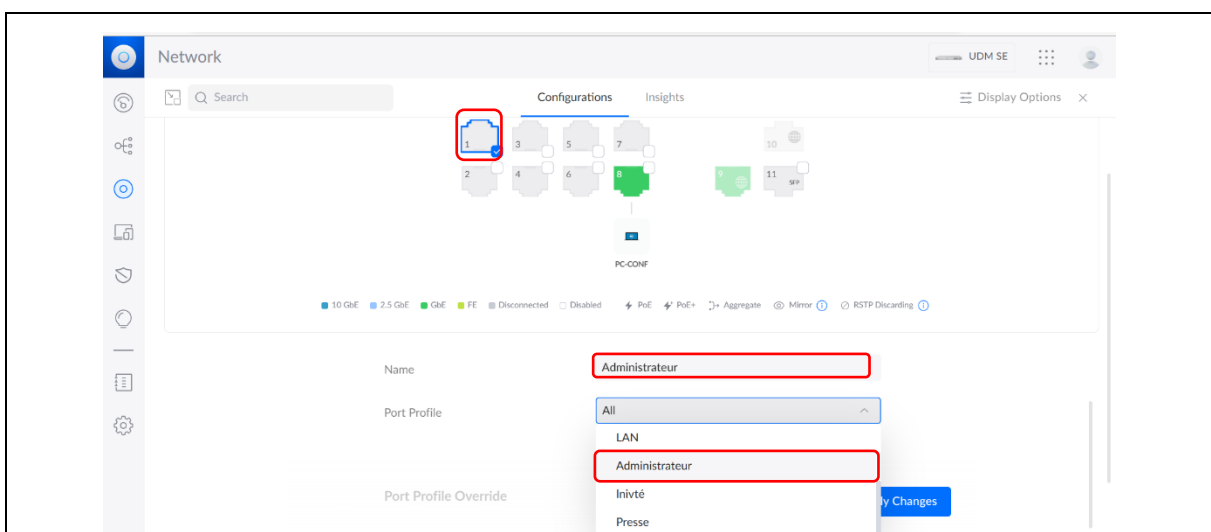 Network
UDM SE
Search
Configurations
Insights
Display Options
1
3
5
7
10
2
4
6
8
9
11
SFP
PC-CONF
10 GbE 2.5 GbE GbE FE Disconnected Disabled PoE PoE+ Aggregate Mirror RSTP Discarding
Name
Administrateur
Port Profile
All
LAN
Administrateur
Inivté
Port Profile Override
ly Changes
Presse